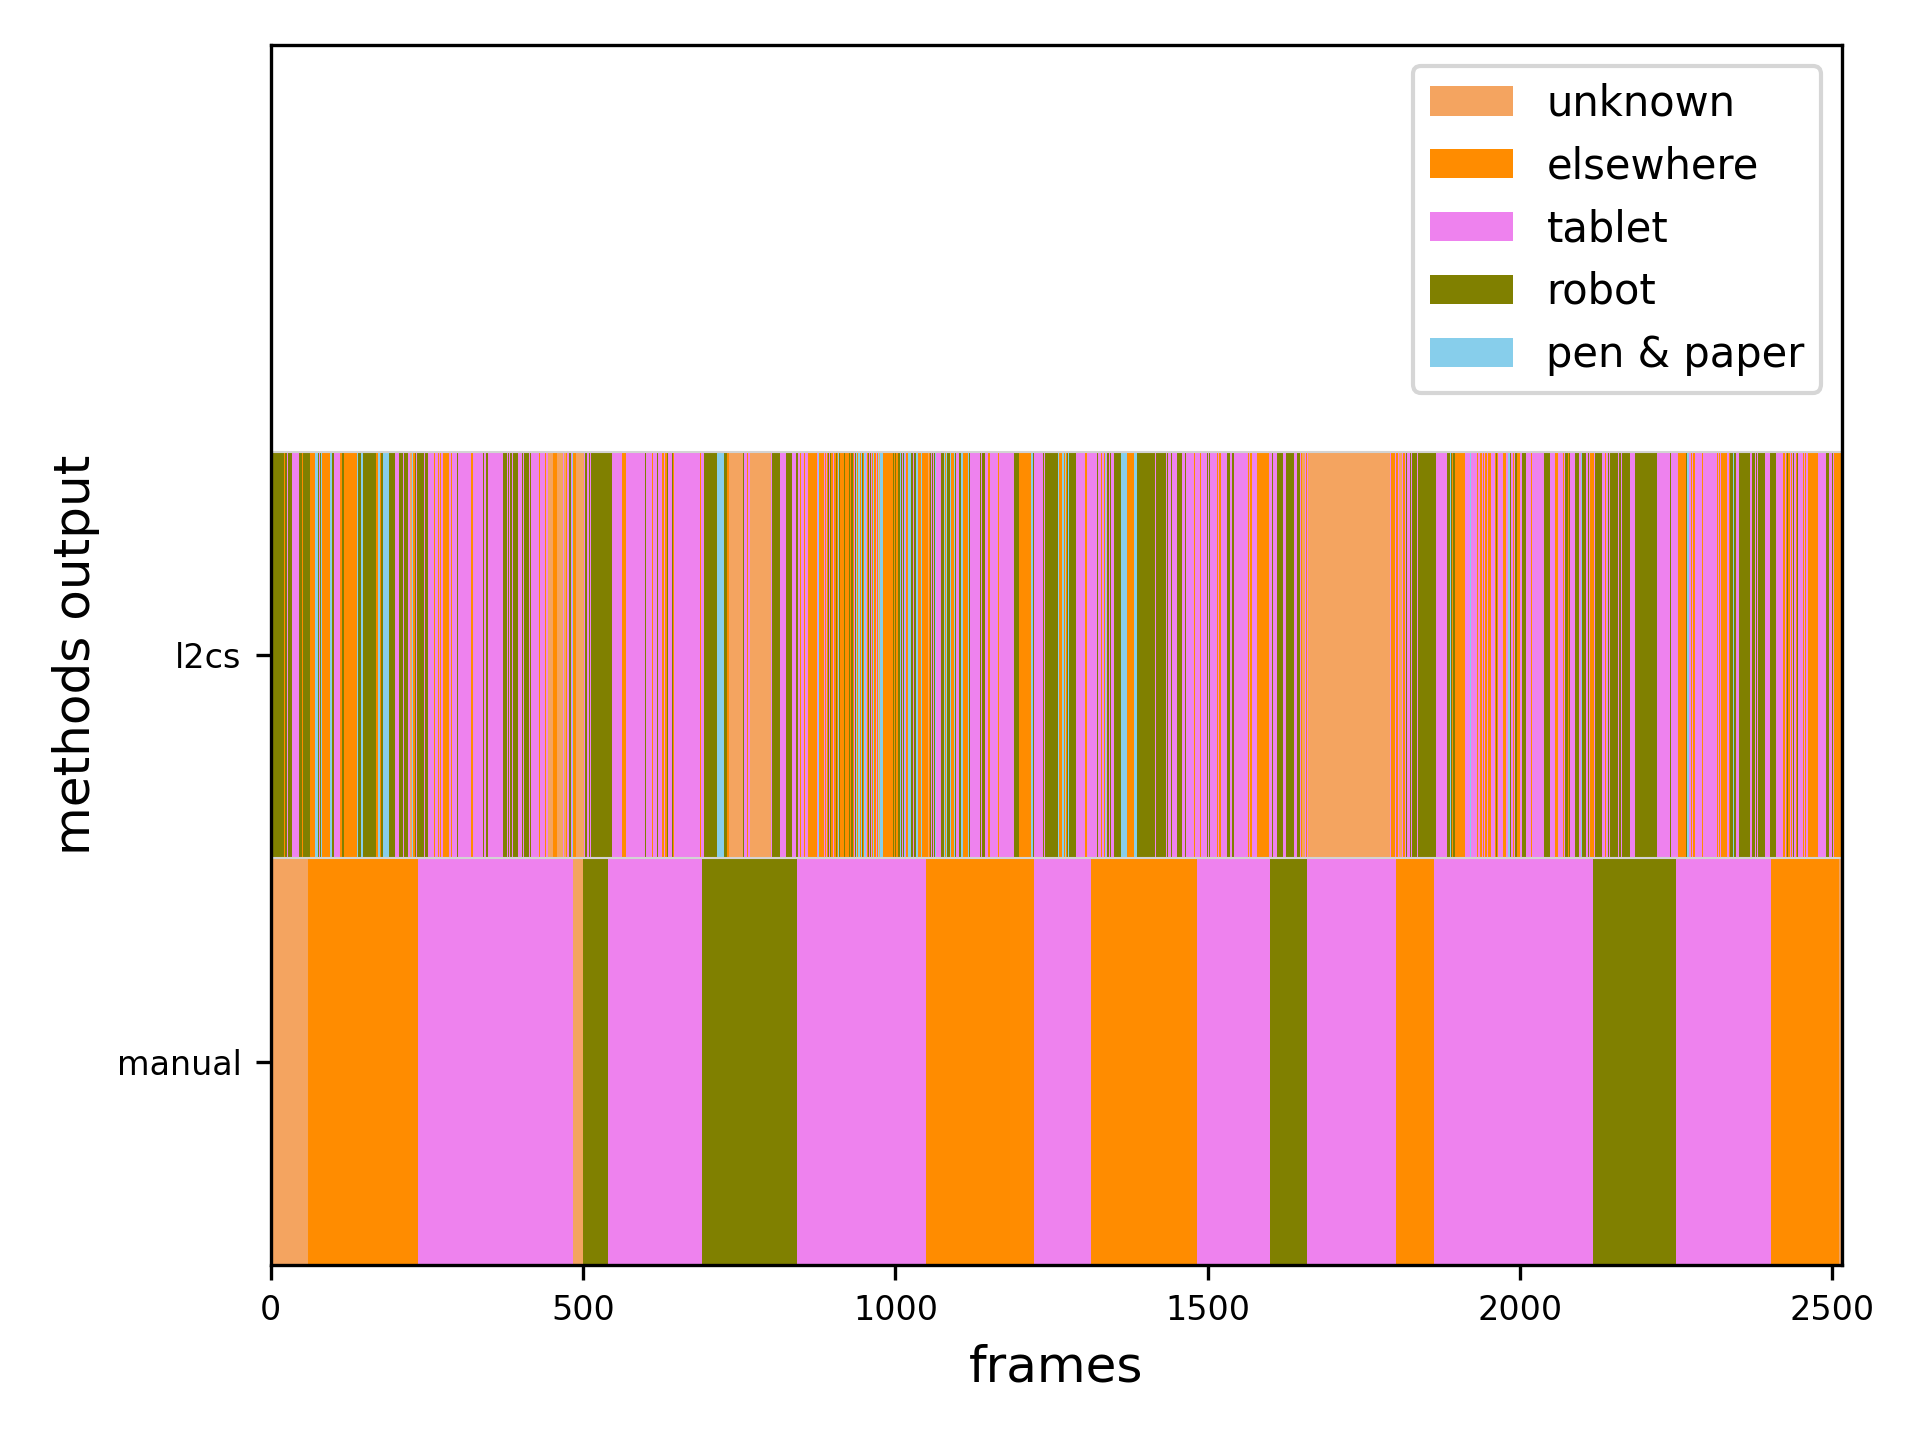 unknown
elsewhere
tablet
robot
pen & paper
methods output
l2cs
manual
0 500 1000 1500 2000 2500
frames